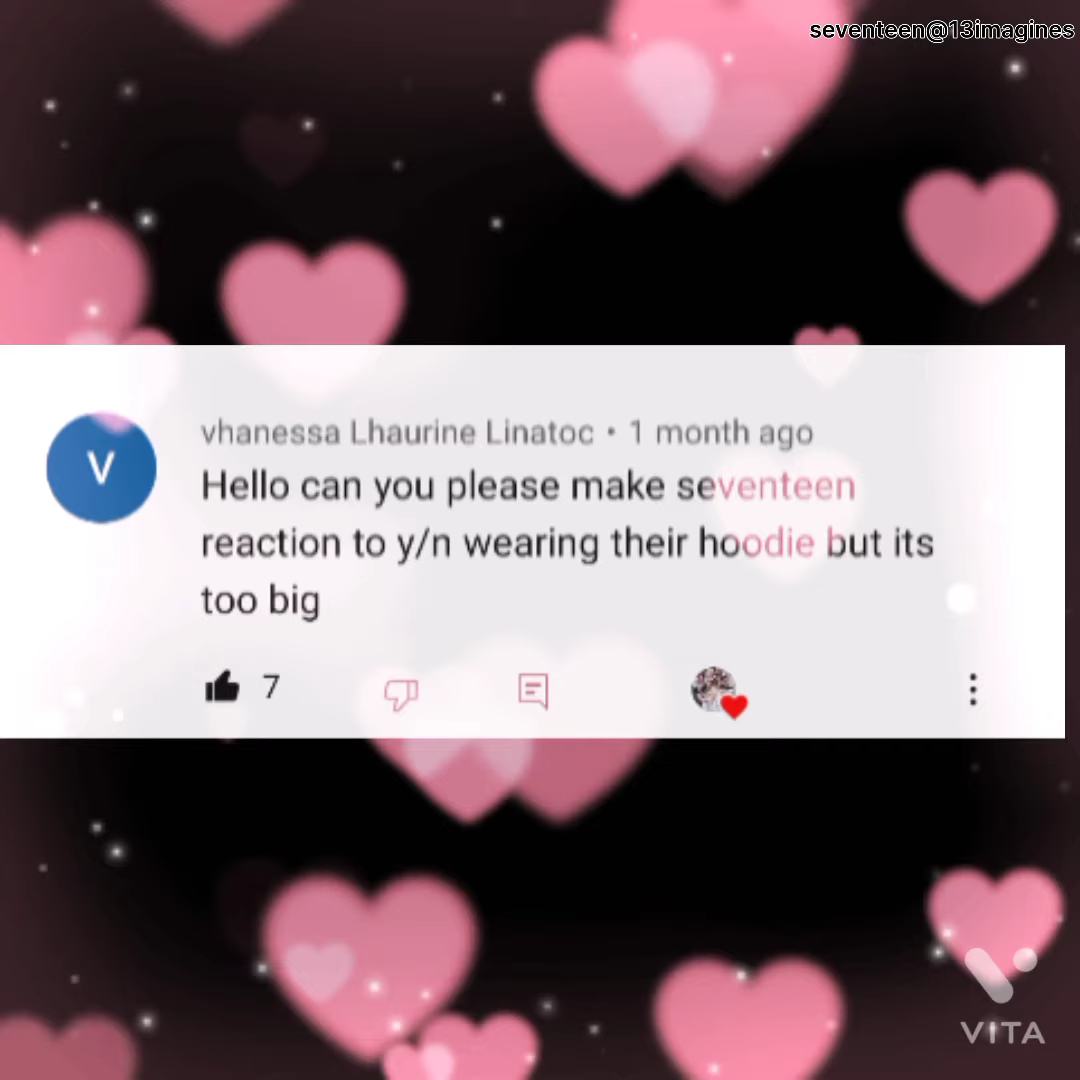 seventeen@13imagines
V
vhanessa Lhaurine Linatoc • 1 month ago
Hello can you please make seventeen
reaction to y/n wearing their hoodie but its
too big
7
VITA